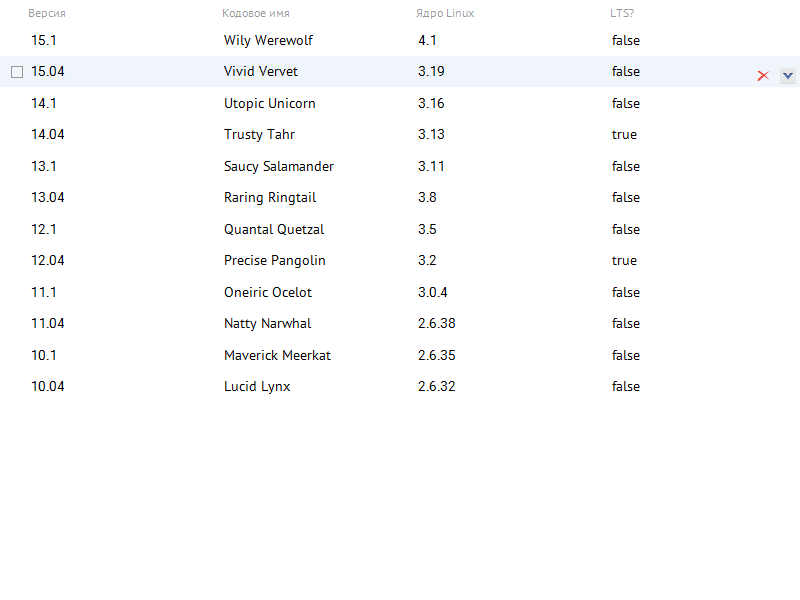 Версия Кодовое имя Ядро Linux LTS?
15.1 Wily Werewolf 4.1 false
15.04 Vivid Vervet 3.19 false
14.1 Utopic Unicorn 3.16 false
14.04 Trusty Tahr 3.13 true
13.1 Saucy Salamander 3.11 false
13.04 Raring Ringtail 3.8 false
12.1 Quantal Quetzal 3.5 false
12.04 Precise Pangolin 3.2 true
11.1 Oneiric Ocelot 3.0.4 false
11.04 Natty Narwhal 2.6.38 false
10.1 Maverick Meerkat 2.6.35 false
10.04 Lucid Lynx 2.6.32 false